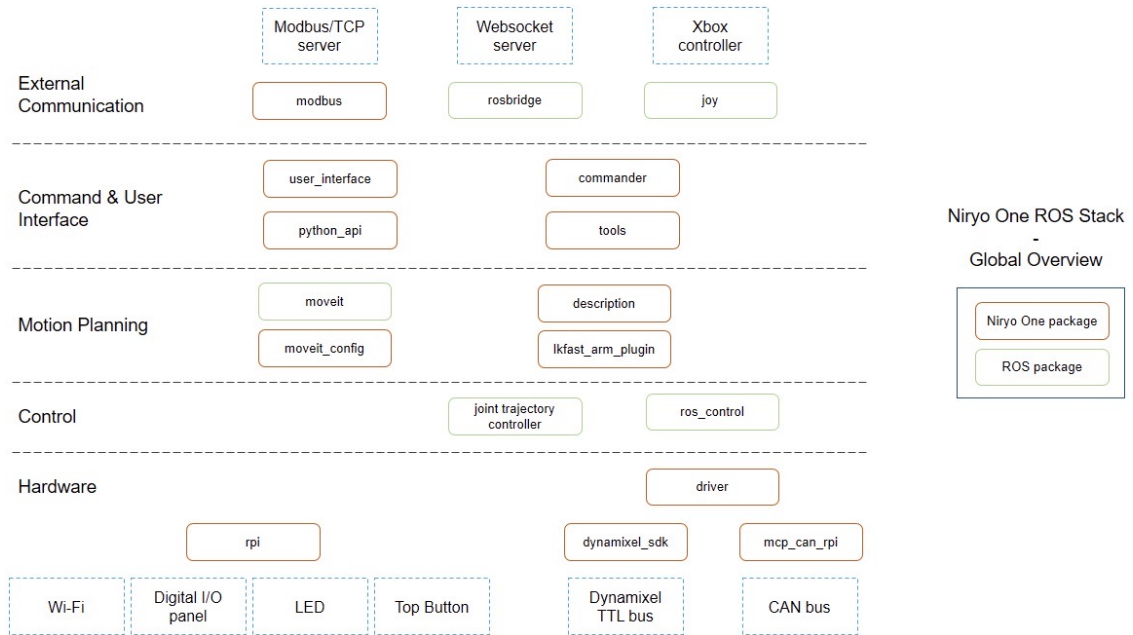 Modbus/TCP
server
Websocket
server
Xbox
controller
External
Communication
modbus
rosbridge
joy
Command & User
Interface
user_interface
commander
python_api
tools
Motion Planning
moveit
description
moveit_config
Ikfast_arm_plugin
Control
joint trajectory
controller
ros_control
Hardware
driver
rpi
dynamixel_sdk
mcp_can_rpi
Wi-Fi
Digital I/O
panel
LED
Top Button
Dynamixel
TTL bus
CAN bus
Niryo One ROS Stack
-
Global Overview
Niryo One package
ROS package